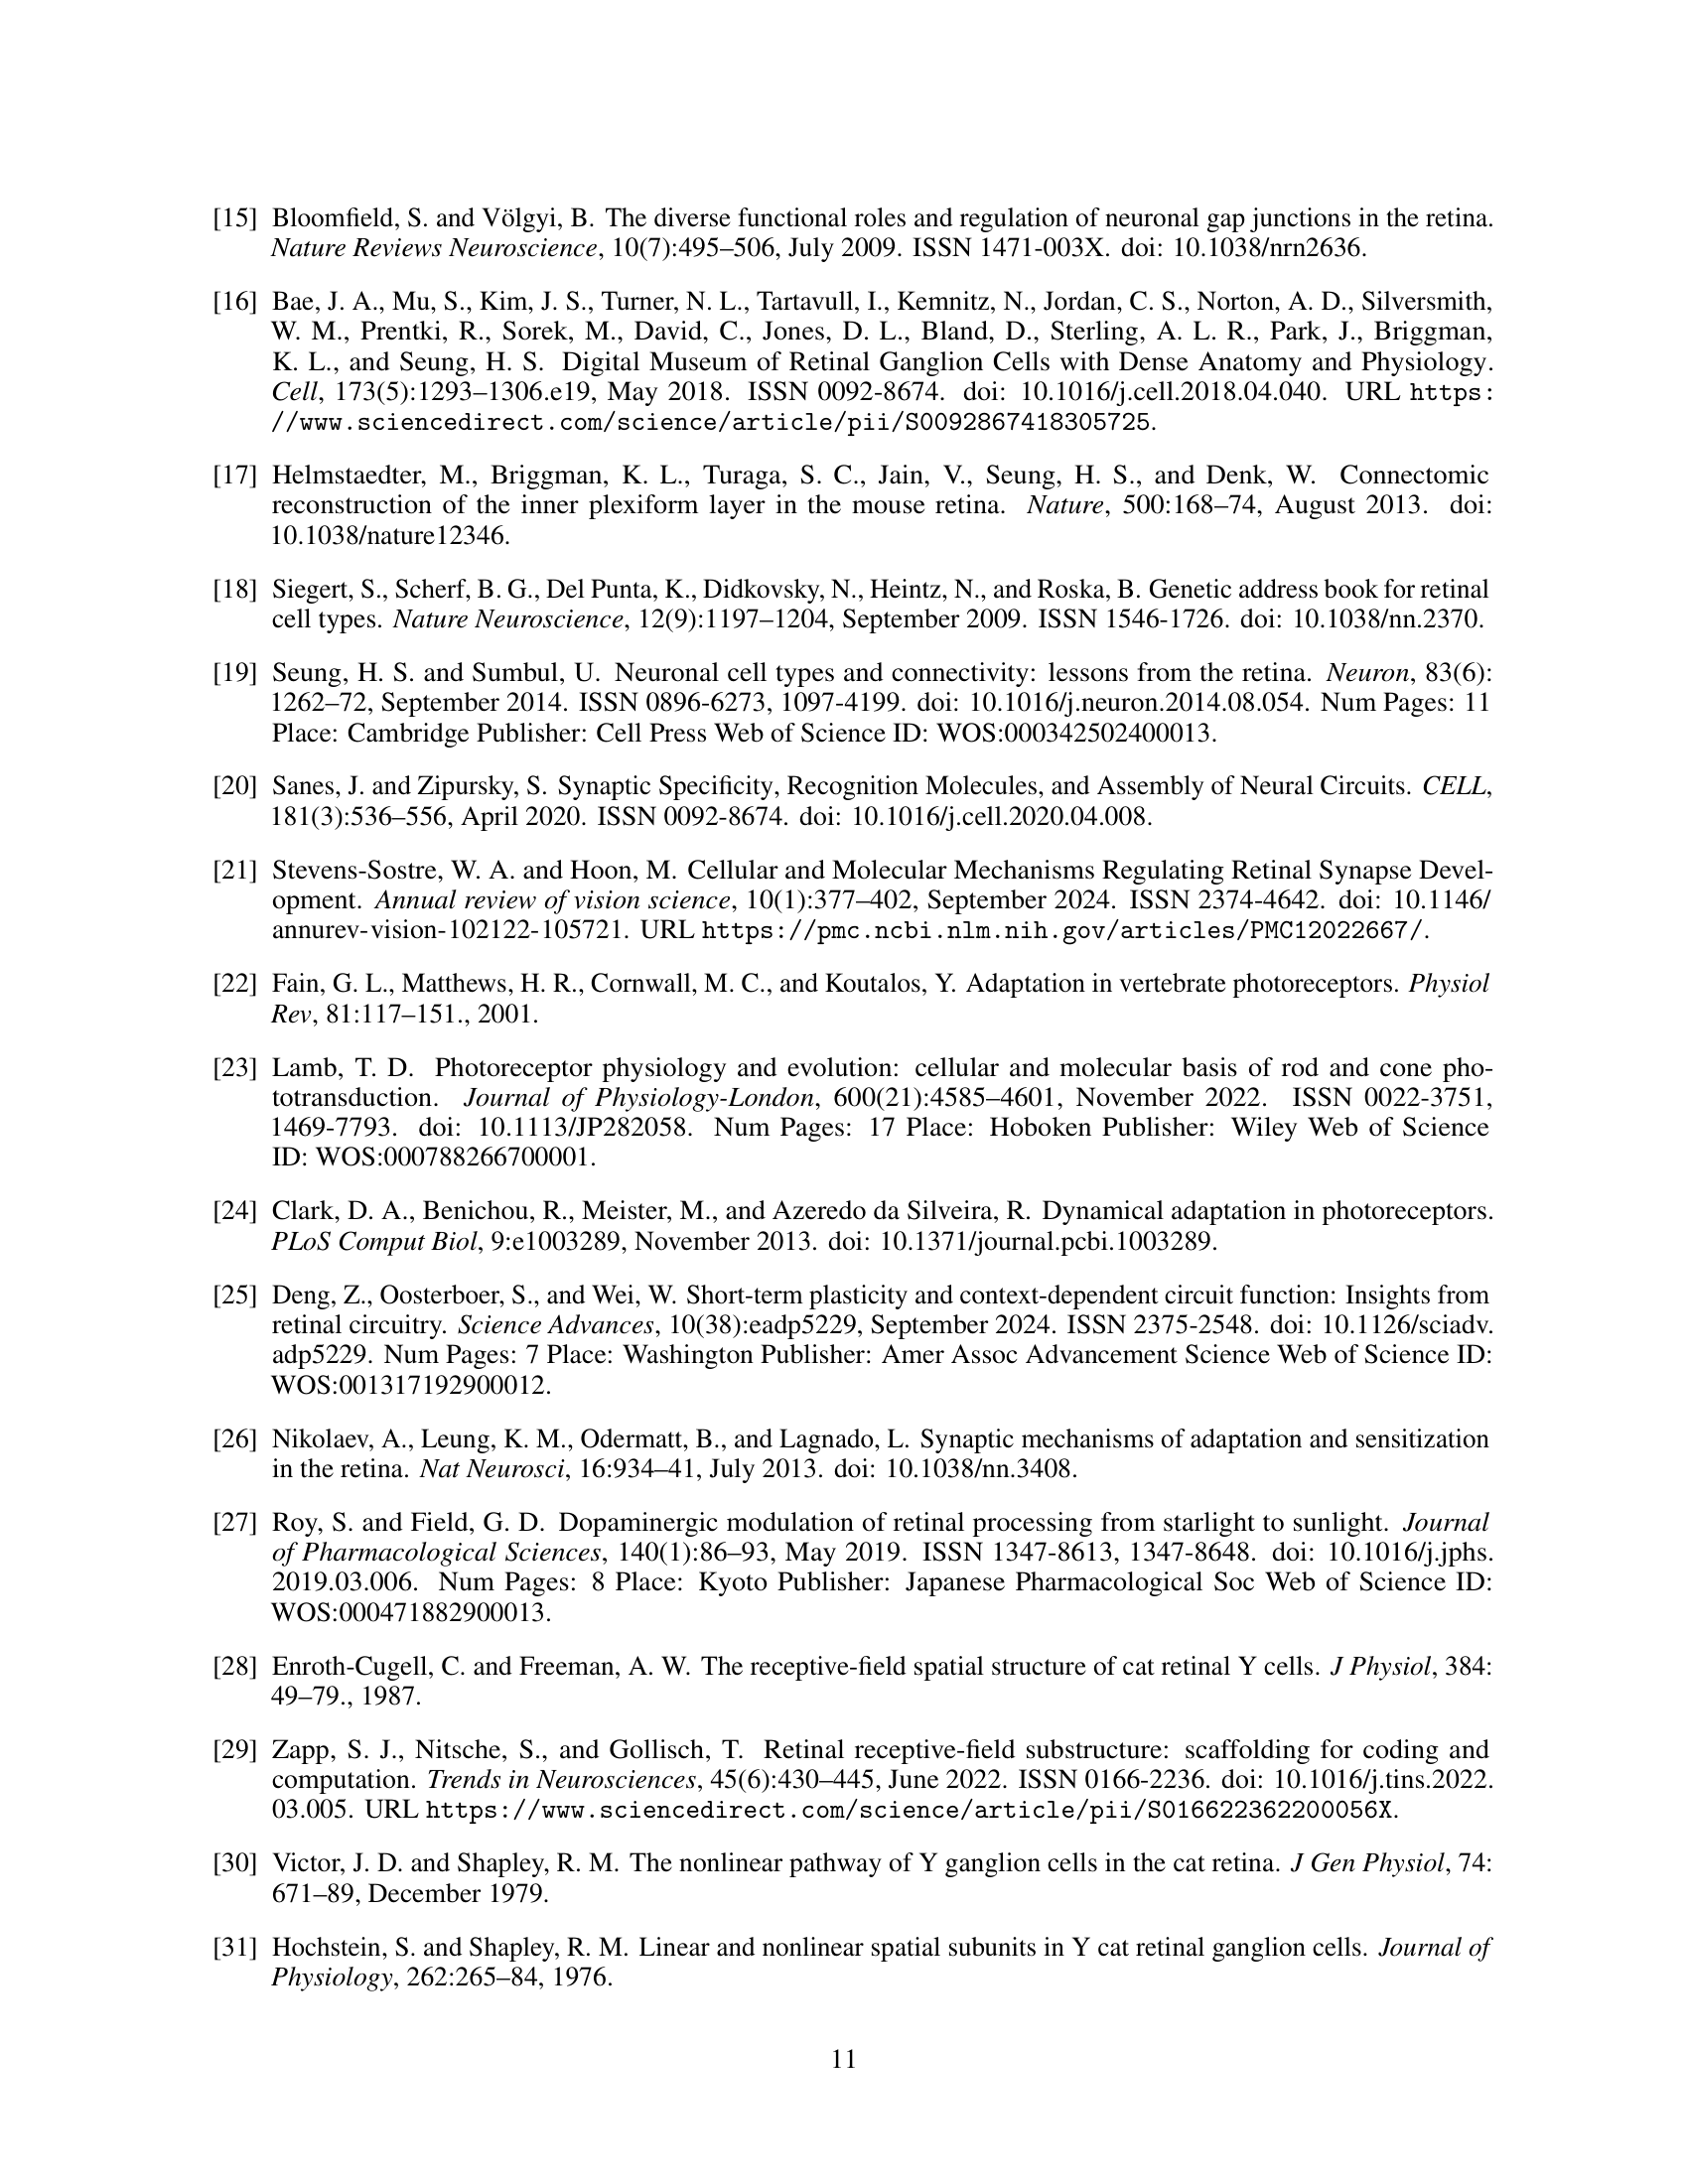 [15] Bloomfield, S. and Völgyi, B. The diverse functional roles and regulation of neuronal gap junctions in the retina.
Nature Reviews Neuroscience, 10(7):495–506, July 2009. ISSN 1471-003X. doi: 10.1038/nrn2636.
[16] Bae, J. A., Mu, S., Kim, J. S., Turner, N. L., Tartavull, I., Kemnitz, N., Jordan, C. S., Norton, A. D., Silversmith,
W. M., Prentki, R., Sorek, M., David, C., Jones, D. L., Bland, D., Sterling, A. L. R., Park, J., Briggman,
K. L., and Seung, H. S. Digital Museum of Retinal Ganglion Cells with Dense Anatomy and Physiology.
Cell, 173(5):1293–1306.e19, May 2018. ISSN 0092-8674. doi: 10.1016/j.cell.2018.04.040. URL https:
//www.sciencedirect.com/science/article/pii/S0092867418305725.
[17] Helmstaedter, M., Briggman, K. L., Turaga, S. C., Jain, V., Seung, H. S., and Denk, W. Connectomic
reconstruction of the inner plexiform layer in the mouse retina. Nature, 500:168–74, August 2013. doi:
10.1038/nature12346.
[18] Siegert, S., Scherf, B. G., Del Punta, K., Didkovsky, N., Heintz, N., and Roska, B. Genetic address book for retinal
cell types. Nature Neuroscience, 12(9):1197–1204, September 2009. ISSN 1546-1726. doi: 10.1038/nn.2370.
[19] Seung, H. S. and Sumbul, U. Neuronal cell types and connectivity: lessons from the retina. Neuron, 83(6):
1262–72, September 2014. ISSN 0896-6273, 1097-4199. doi: 10.1016/j.neuron.2014.08.054. Num Pages: 11
Place: Cambridge Publisher: Cell Press Web of Science ID: WOS:000342502400013.
[20] Sanes, J. and Zipursky, S. Synaptic Specificity, Recognition Molecules, and Assembly of Neural Circuits. CELL,
181(3):536–556, April 2020. ISSN 0092-8674. doi: 10.1016/j.cell.2020.04.008.
[21] Stevens-Sostre, W. A. and Hoon, M. Cellular and Molecular Mechanisms Regulating Retinal Synapse Devel-
opment. Annual review of vision science, 10(1):377–402, September 2024. ISSN 2374-4642. doi: 10.1146/
annurev-vision-102122-105721. URL https://pmc.ncbi.nlm.nih.gov/articles/PMC12022667/.
[22] Fain, G. L., Matthews, H. R., Cornwall, M. C., and Koutalos, Y. Adaptation in vertebrate photoreceptors. Physiol
Rev, 81:117–151., 2001.
[23] Lamb, T. D. Photoreceptor physiology and evolution: cellular and molecular basis of rod and cone pho-
totransduction. Journal of Physiology-London, 600(21):4585–4601, November 2022. ISSN 0022-3751,
1469-7793. doi: 10.1113/JP282058. Num Pages: 17 Place: Hoboken Publisher: Wiley Web of Science
ID: WOS:000788266700001.
[24] Clark, D. A., Benichou, R., Meister, M., and Azeredo da Silveira, R. Dynamical adaptation in photoreceptors.
PLoS Comput Biol, 9:e1003289, November 2013. doi: 10.1371/journal.pcbi.1003289.
[25] Deng, Z., Oosterboer, S., and Wei, W. Short-term plasticity and context-dependent circuit function: Insights from
retinal circuitry. Science Advances, 10(38):eadp5229, September 2024. ISSN 2375-2548. doi: 10.1126/sciadv.
adp5229. Num Pages: 7 Place: Washington Publisher: Amer Assoc Advancement Science Web of Science ID:
WOS:001317192900012.
[26] Nikolaev, A., Leung, K. M., Odermatt, B., and Lagnado, L. Synaptic mechanisms of adaptation and sensitization
in the retina. Nat Neurosci, 16:934–41, July 2013. doi: 10.1038/nn.3408.
[27] Roy, S. and Field, G. D. Dopaminergic modulation of retinal processing from starlight to sunlight. Journal
of Pharmacological Sciences, 140(1):86–93, May 2019. ISSN 1347-8613, 1347-8648. doi: 10.1016/j.jphs.
2019.03.006. Num Pages: 8 Place: Kyoto Publisher: Japanese Pharmacological Soc Web of Science ID:
WOS:000471882900013.
[28] Enroth-Cugell, C. and Freeman, A. W. The receptive-field spatial structure of cat retinal Y cells. J Physiol, 384:
49–79., 1987.
[29] Zapp, S. J., Nitsche, S., and Gollisch, T. Retinal receptive-field substructure: scaffolding for coding and
computation. Trends in Neurosciences, 45(6):430–445, June 2022. ISSN 0166-2236. doi: 10.1016/j.tins.2022.
03.005. URL https://www.sciencedirect.com/science/article/pii/S016622362200056X.
[30] Victor, J. D. and Shapley, R. M. The nonlinear pathway of Y ganglion cells in the cat retina. J Gen Physiol, 74:
671–89, December 1979.
[31] Hochstein, S. and Shapley, R. M. Linear and nonlinear spatial subunits in Y cat retinal ganglion cells. Journal of
Physiology, 262:265–84, 1976.
11